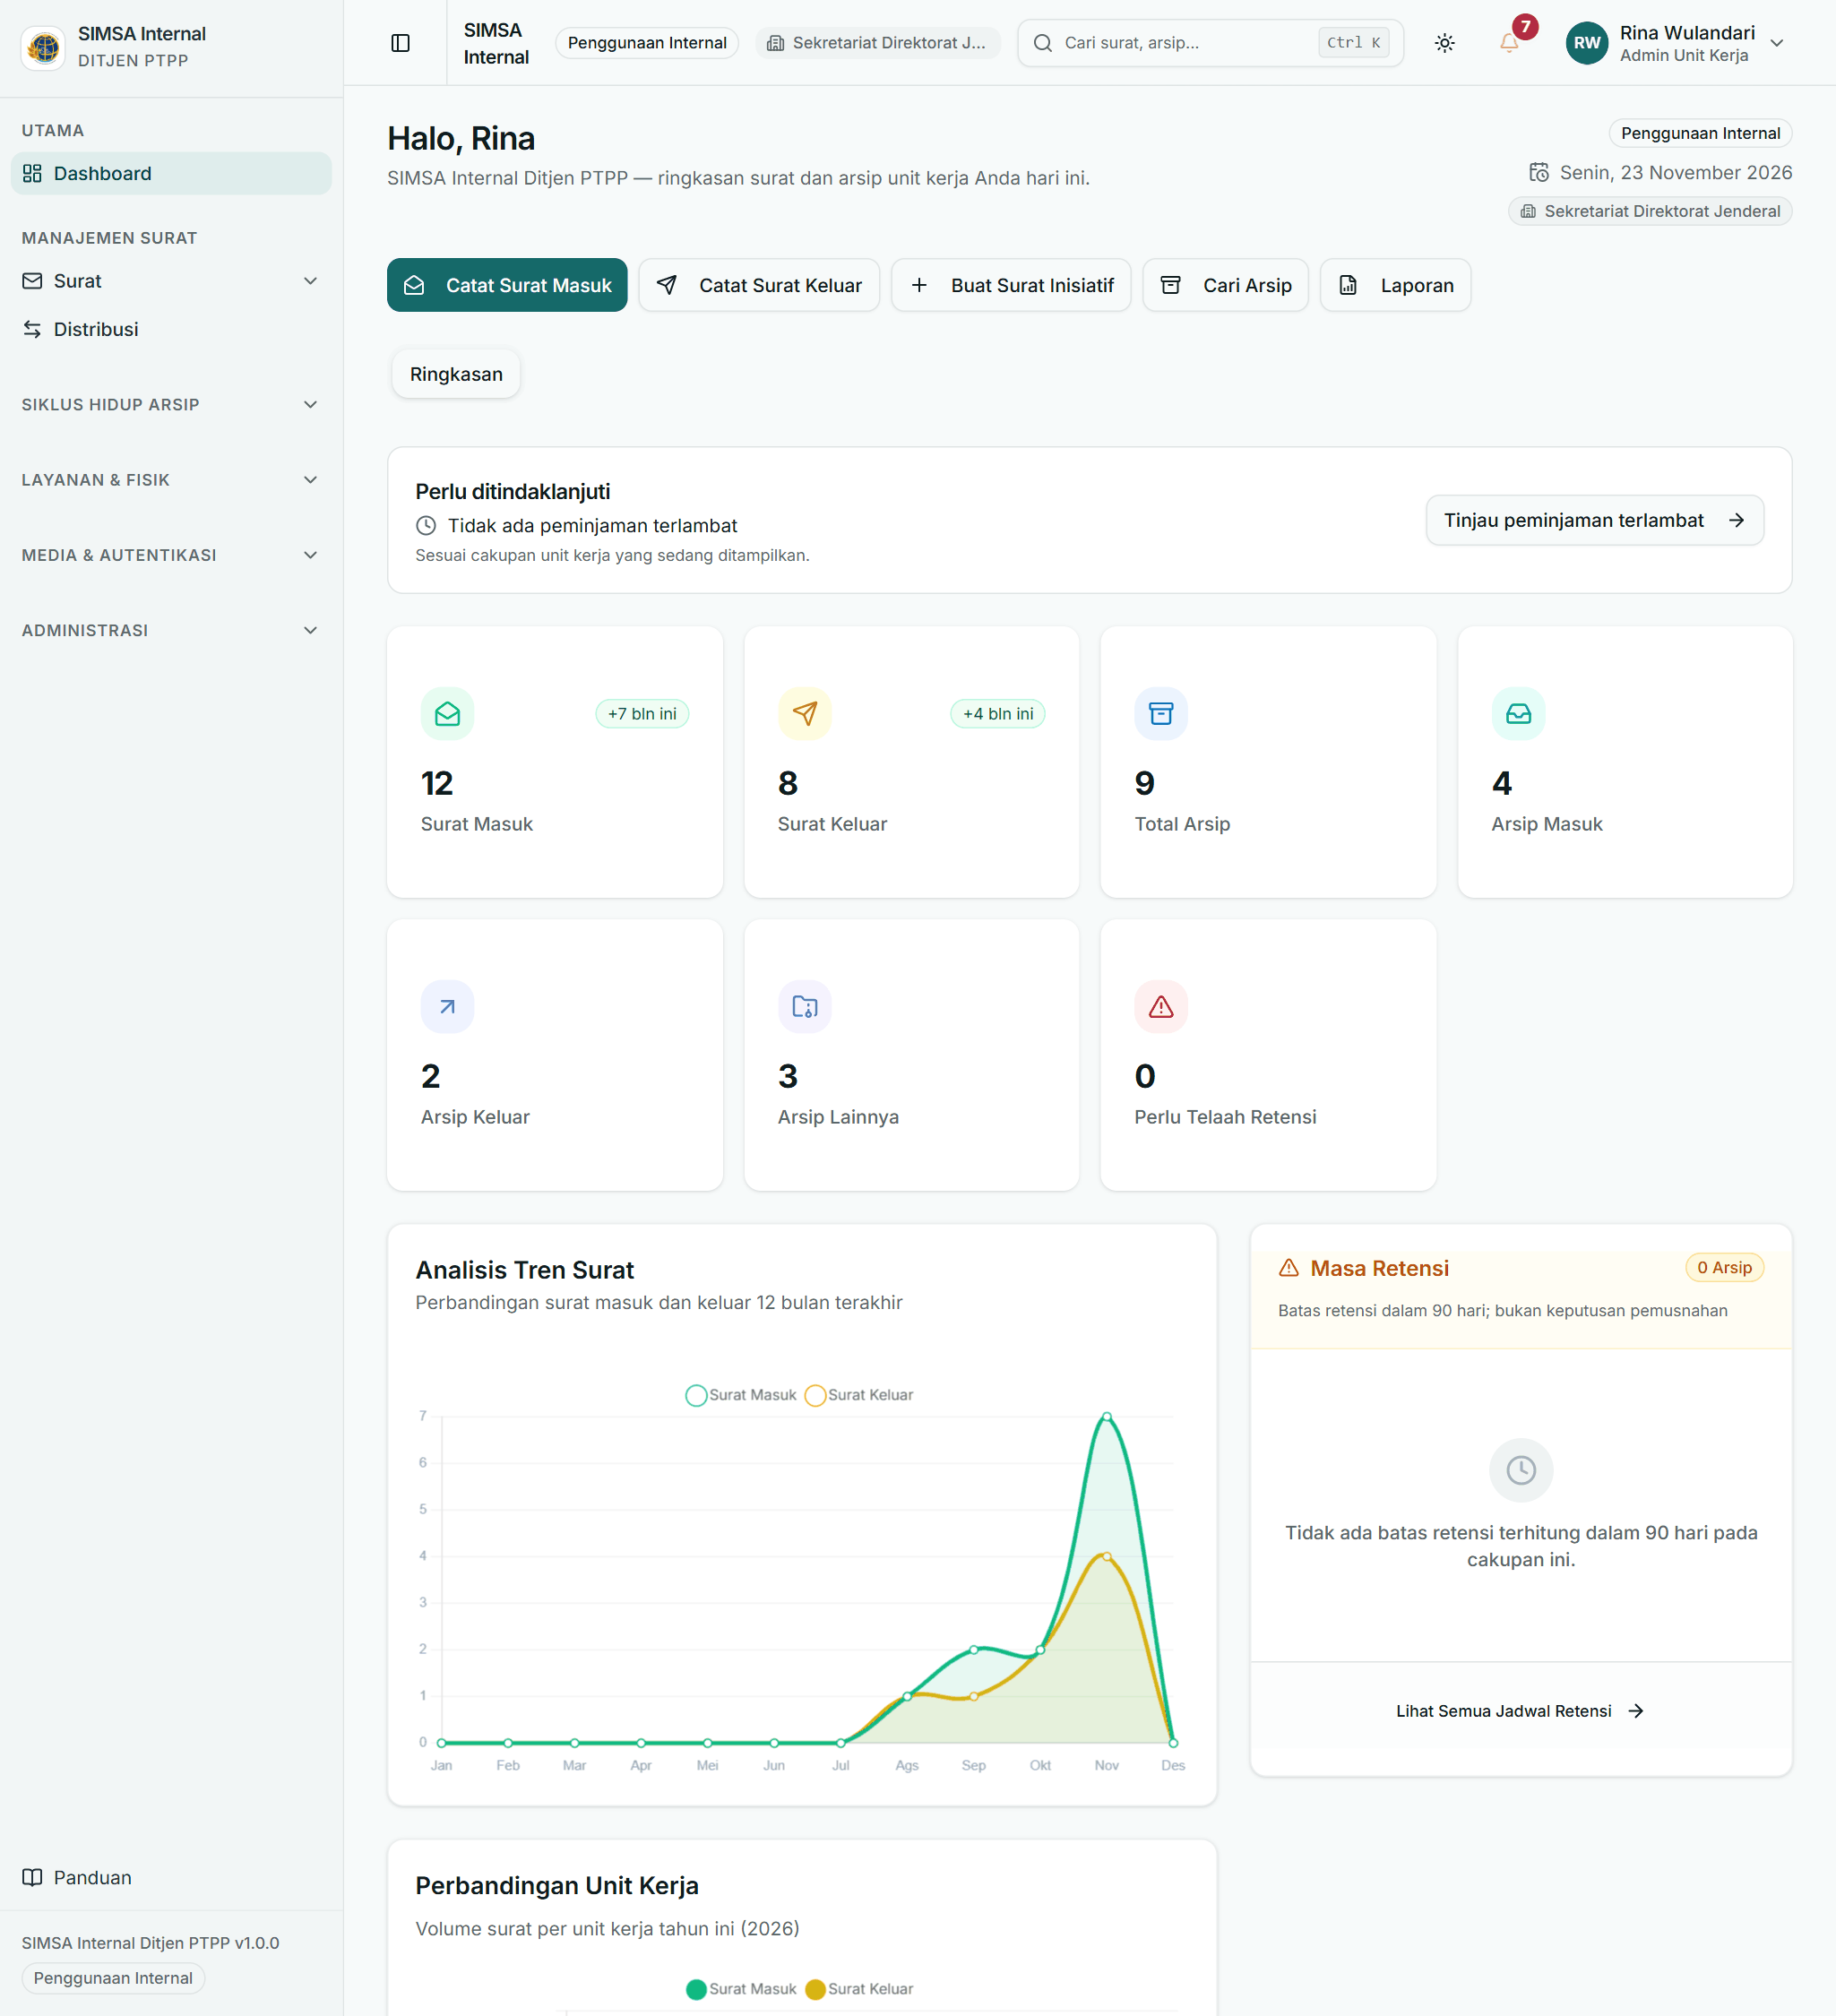 SIMSA Internal
DITJEN PTPP
UTAMA
Dashboard
MANAJEMEN SURAT
Surat
Distribusi
SIKLUS HIDUP ARSIP
LAYANAN & FISIK
MEDIA & AUTENTIKASI
ADMINISTRASI
Panduan
SIMSA Internal Ditjen PTPP v1.0.0
Penggunaan Internal
SIMSA
Internal
Penggunaan Internal
Sekretariat Direktorat J...
Cari surat, arsip...
Ctrl K
7
RW
Rina Wulandari
Admin Unit Kerja
Halo, Rina
SIMSA Internal Ditjen PTPP — ringkasan surat dan arsip unit kerja Anda hari ini.
Penggunaan Internal
Senin, 23 November 2026
Sekretariat Direktorat Jenderal
Catat Surat Masuk
Catat Surat Keluar
Buat Surat Inisiatif
Cari Arsip
Laporan
Ringkasan
Perlu ditindaklanjuti
Tidak ada peminjaman terlambat
Sesuai cakupan unit kerja yang sedang ditampilkan.
Tinjau peminjaman terlambat
+7 bln ini
12
Surat Masuk
+4 bln ini
8
Surat Keluar
9
Total Arsip
4
Arsip Masuk
2
Arsip Keluar
3
Arsip Lainnya
0
Perlu Telaah Retensi
Analisis Tren Surat
Perbandingan surat masuk dan keluar 12 bulan terakhir
Surat Masuk Surat Keluar
7
6
5
4
3
2
1
0
Jan Feb Mar Apr Mei Jun Jul Ags Sep Okt Nov Des
Masa Retensi
0 Arsip
Batas retensi dalam 90 hari; bukan keputusan pemusnahan
Tidak ada batas retensi terhitung dalam 90 hari pada
cakupan ini.
Lihat Semua Jadwal Retensi
Perbandingan Unit Kerja
Volume surat per unit kerja tahun ini (2026)
Surat Masuk Surat Keluar